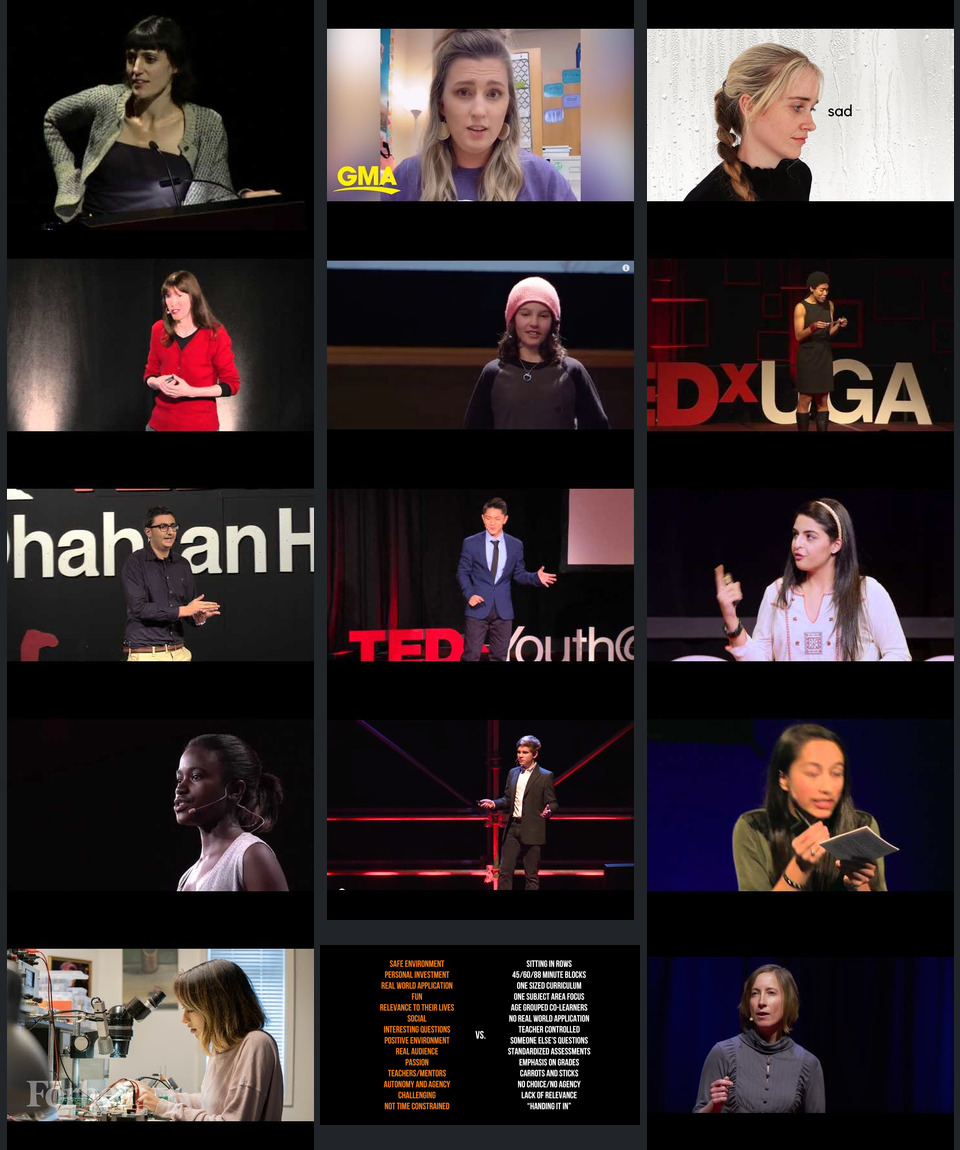 GMA
sad
EDxUGA
hahranH
TED
Youth@
SAFE ENVIRONMENT
PERSONAL INVESTMENT
REAL WORLD APPLICATION
FUN
RELEVANCE TO THEIR LIVES
SOCIAL
INTERESTING QUESTIONS
POSITIVE ENVIRONMENT
REAL AUDIENCE
PASSION
TEACHERS/MENTORS
AUTONOMY AND AGENCY
CHALLENGING
NOT TIME CONSTRAINED
VS.
SITTING IN ROWS
45/60/88 MINUTE BLOCKS
ONE SIZED CURRICULUM
ONE SUBJECT AREA FOCUS
AGE GROUPED CO-LEARNERS
NO REAL WORLD APPLICATION
TEACHER CONTROLLED
SOMEONE ELSE'S QUESTIONS
STANDARDIZED ASSESSMENTS
EMPHASIS ON GRADES
CARROTS AND STICKS
NO CHOICE/NO AGENCY
LACK OF RELEVANCE
"HANDING IT IN"